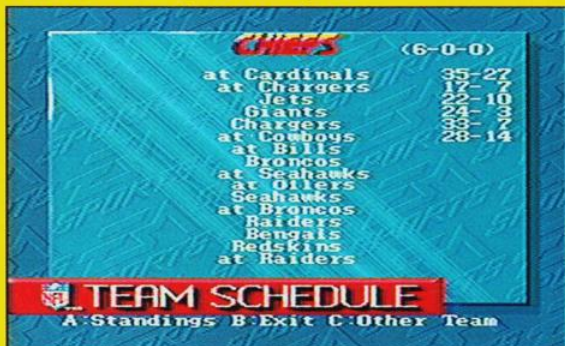 CHIEFS (6-0-0)
at Cardinals 35-27
at Chargers 17- 7
Jets 22-10
Giants 24- 3
Chargers 33- 7
at Cowboys 28-14
at Bills
Broncos
at Seahawks
at Oilers
Seahawks
at Broncos
Raiders
Bengals
Redskins
at Raiders
NFL TEAM SCHEDULE
A:Standings B:Exit C:Other Team